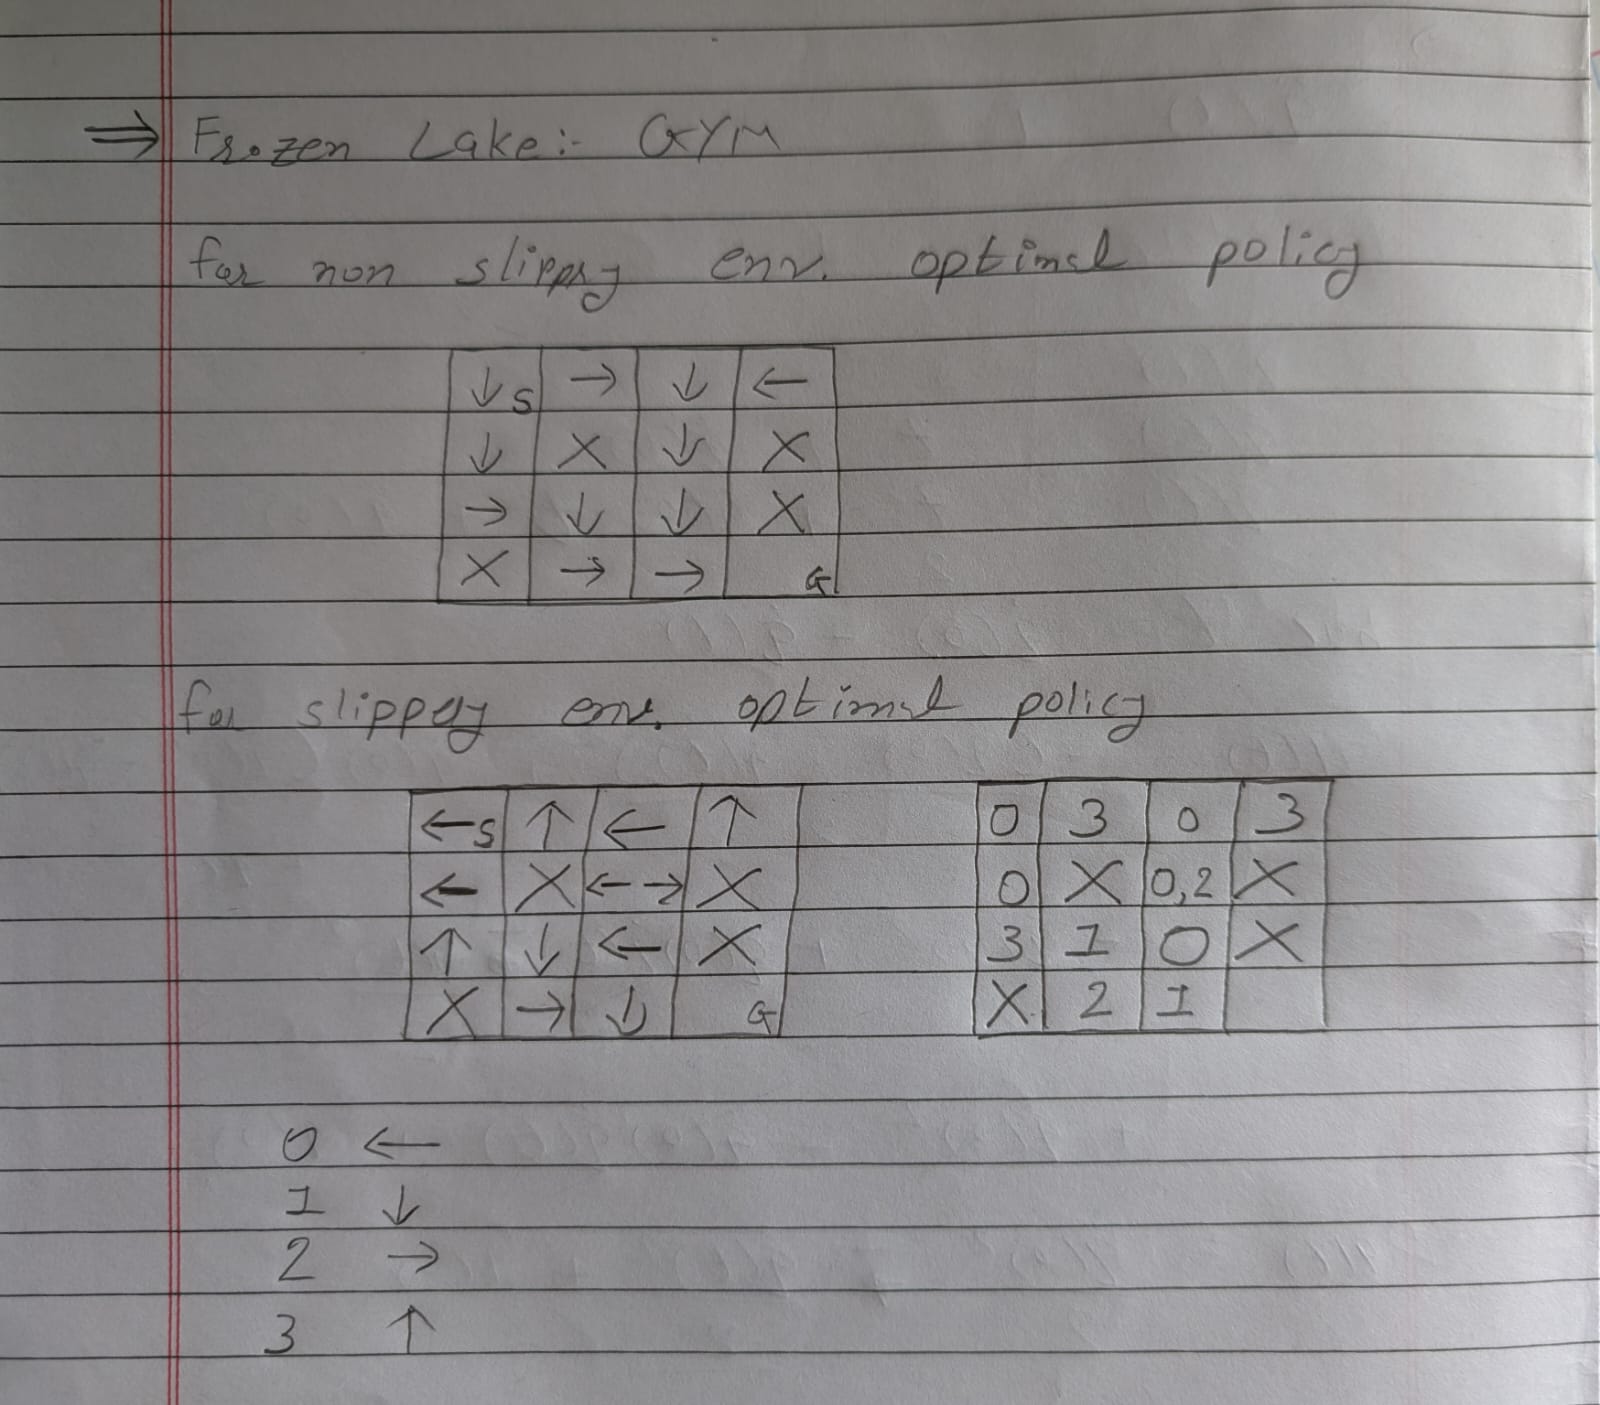 ⇒ Frozen Lake:- GYM
for non slippry env. optimal policy
↓S → ↓ ←
↓ X ↓ X
→ ↓ ↓ X
X → → G
for slippery env. optimal policy
←S ↑ ← ↑
← X ← → X
↑ ↓ ← X
X → ↓ G
0 3 0 3
0 X 0,2 X
3 1 0 X
X 2 1
0 ←
1 ↓
2 →
3 ↑